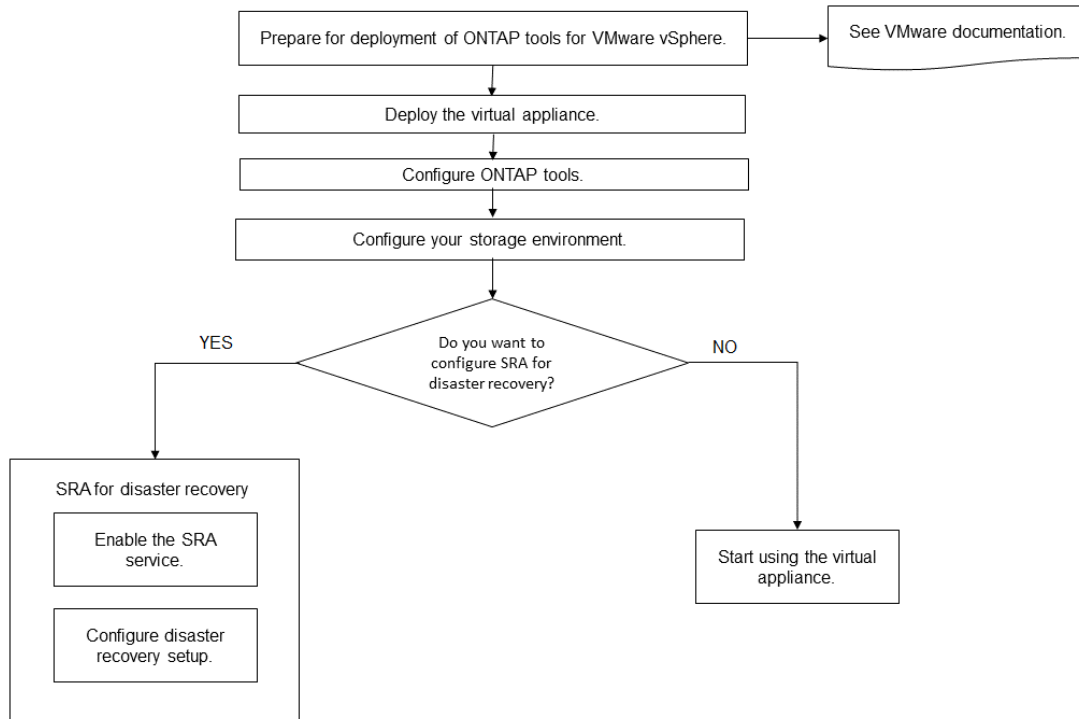 Prepare for deployment of ONTAP tools for VMware vSphere.
See VMware documentation.
Deploy the virtual appliance.
Configure ONTAP tools.
Configure your storage environment.
Do you want to
configure SRA for
disaster recovery?
YES
NO
SRA for disaster recovery
Enable the SRA
service.
Configure disaster
recovery setup.
Start using the virtual
appliance.